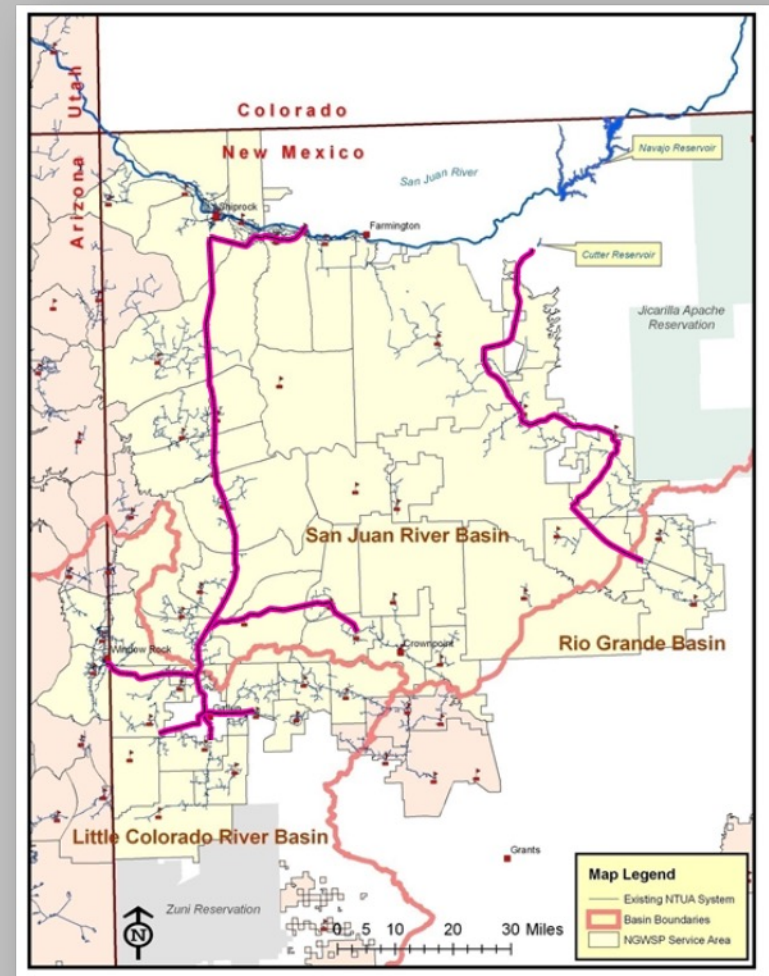 Utah
Colorado
New Mexico
Arizona
Navajo Reservoir
San Juan River
Shiprock
Farmington
Cutter Reservoir
Jicarilla Apache
Reservation
San Juan River Basin
Window Rock
Crownpoint
Rio Grande Basin
Little Colorado River Basin
Grants
Zuni Reservation
N
0 5 10 20 30 Miles
Map Legend
Existing NTUA System
Basin Boundaries
NGWSP Service Area